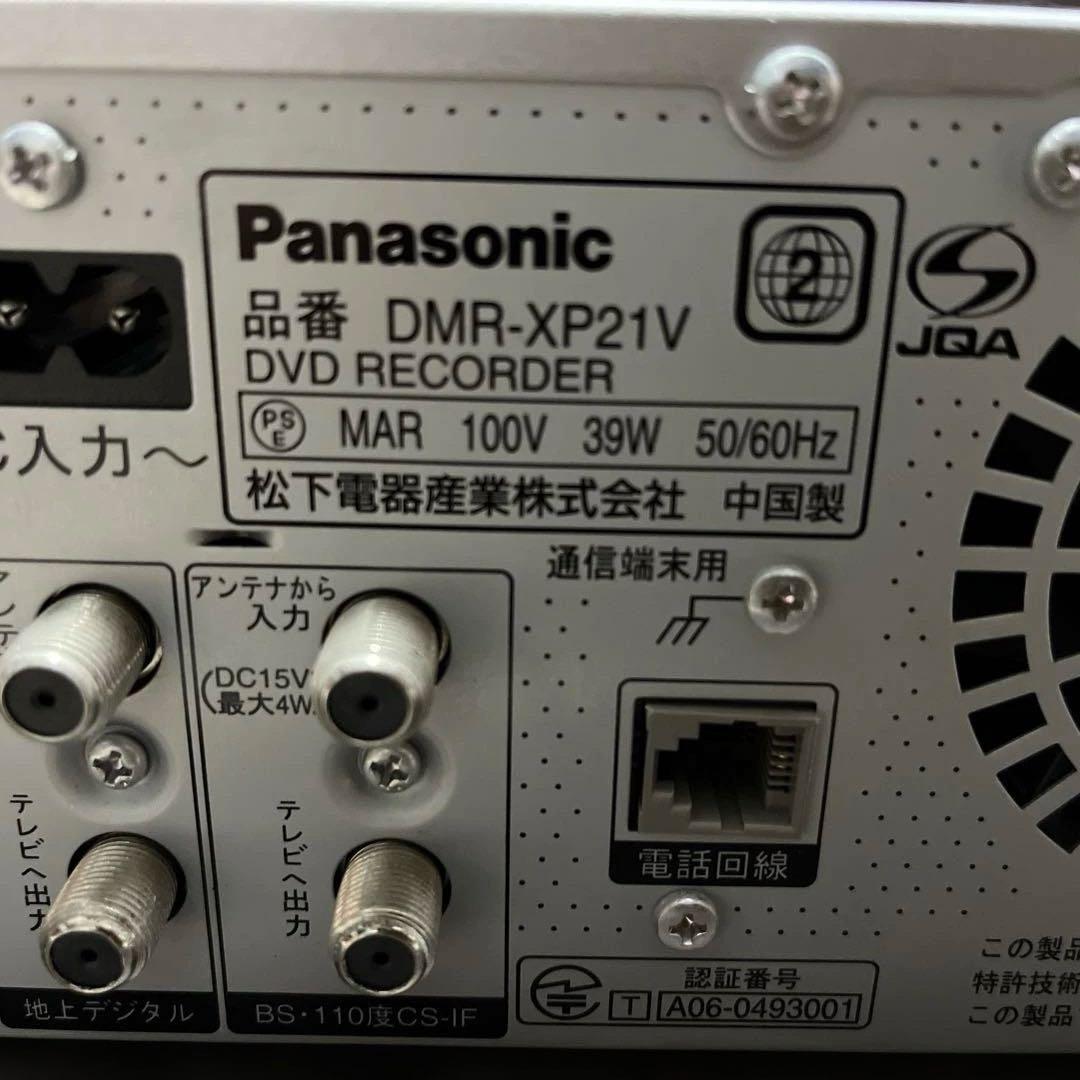 Panasonic
2
品番 DMR-XP21V
DVD RECORDER
JQA
PSE MAR 100V 39W 50/60Hz
松下電器産業株式会社 中国製
入力～
アンテナから
入力
(DC15V
最大4W
通信端末用
テレビへ出力
テレビへ出力
電話回線
地上デジタル
BS・110度CS-IF
認証番号
T A06-0493001
この製品
特許技術
この製品